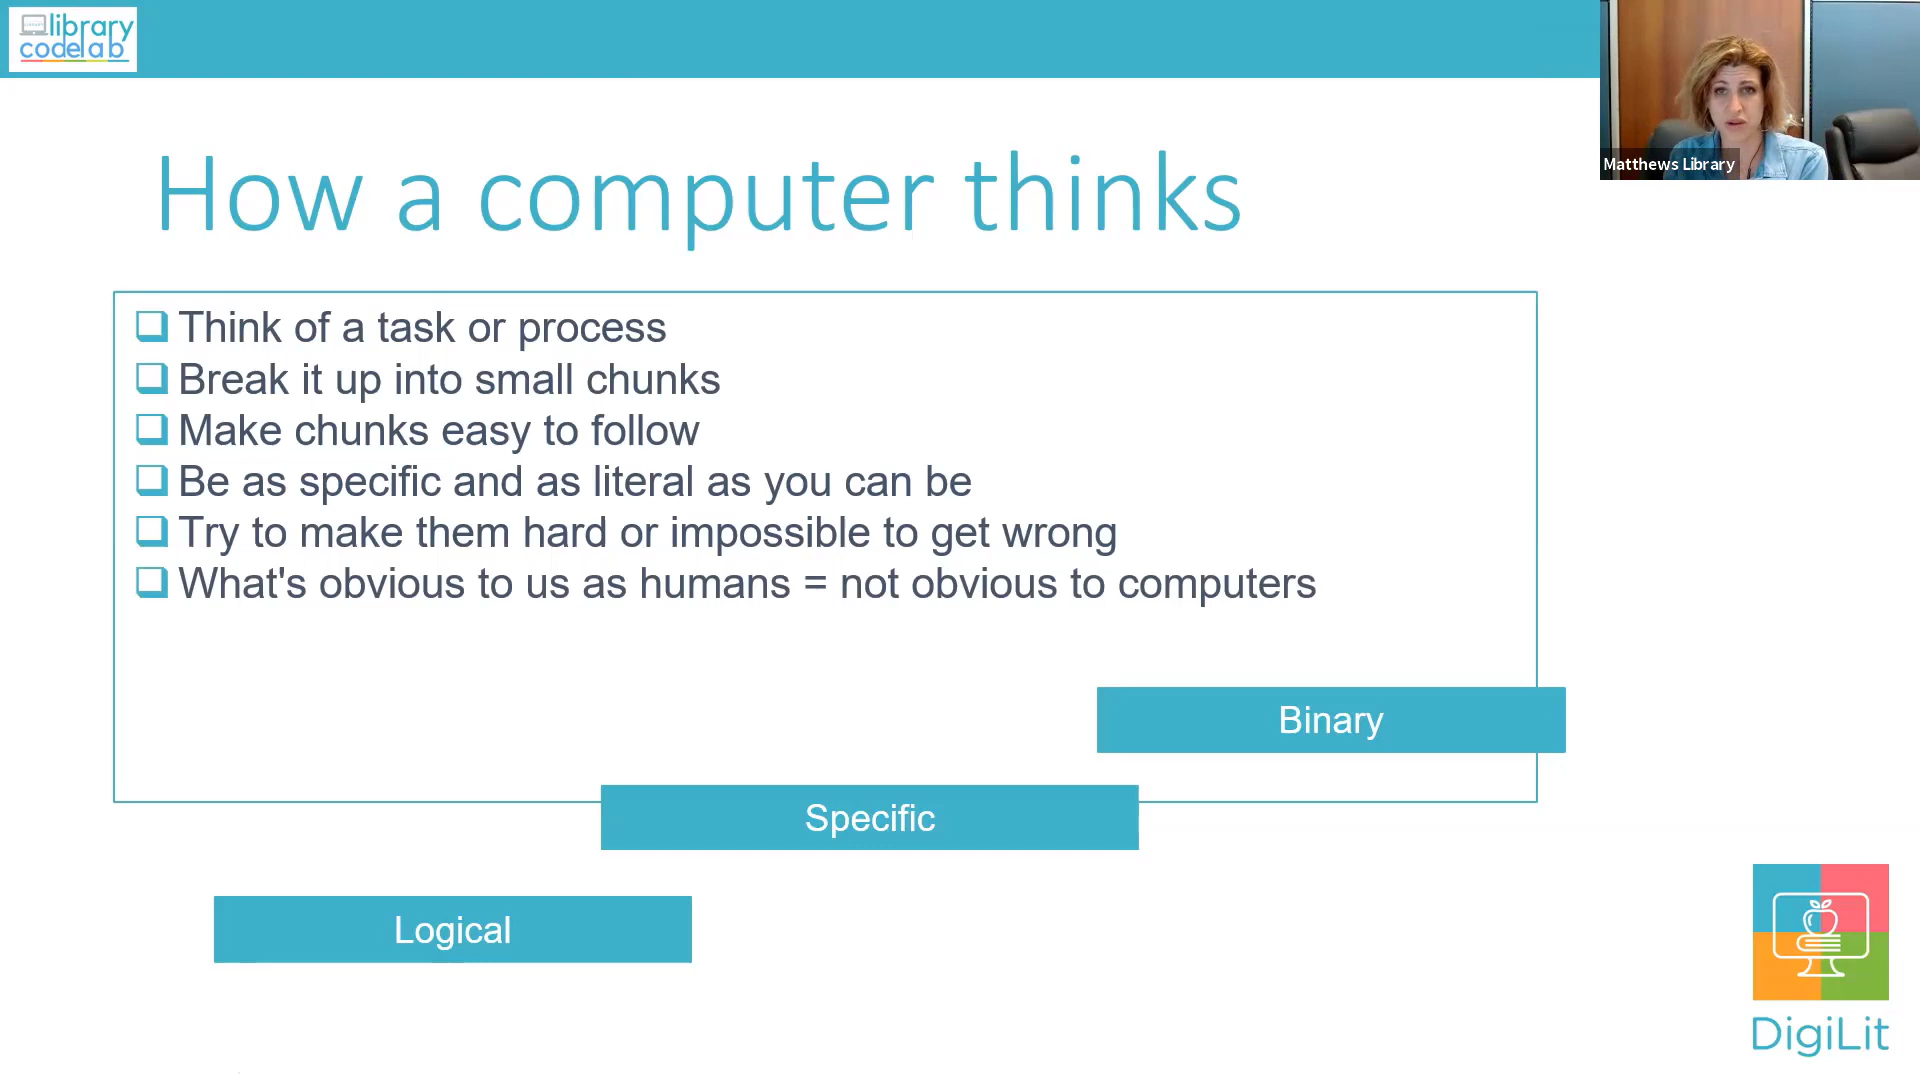 library
codelab
Matthews Library
How a computer thinks
Think of a task or process
Break it up into small chunks
Make chunks easy to follow
Be as specific and as literal as you can be
Try to make them hard or impossible to get wrong
What's obvious to us as humans = not obvious to computers
Binary
Specific
Logical
DigiLit